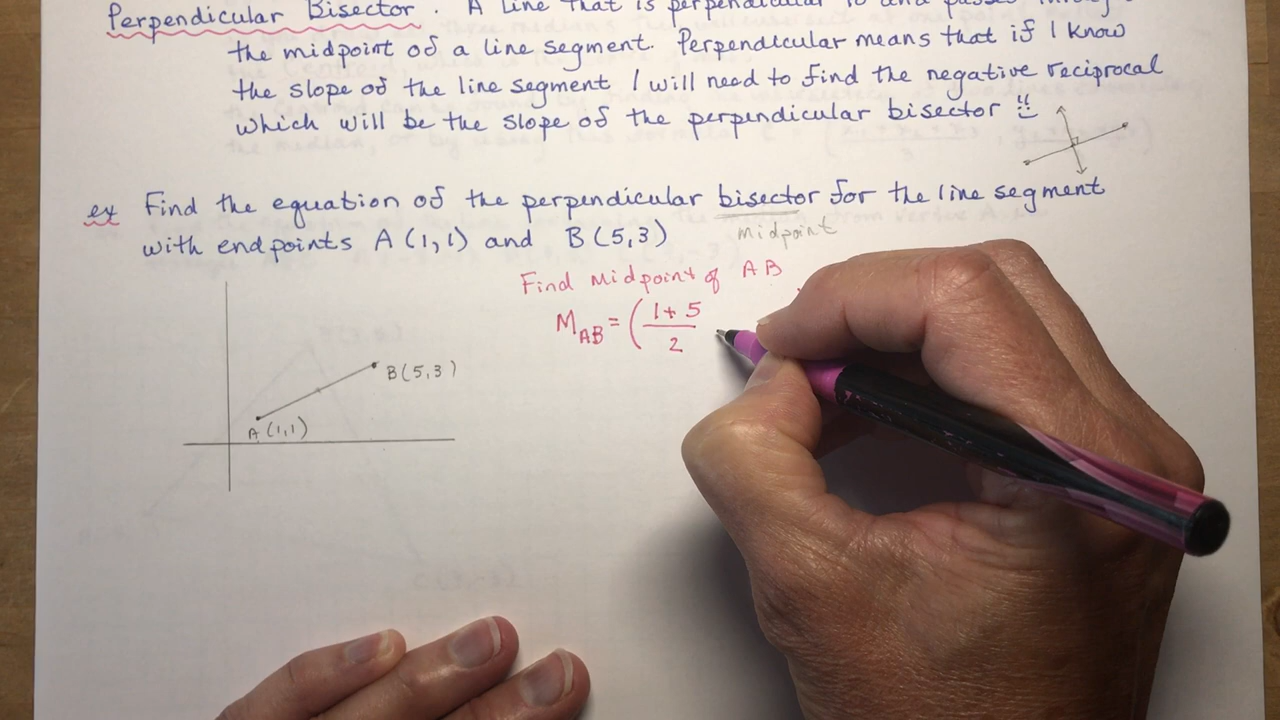 Perpendicular Bisector. A line that is perpendicular to and passes through
the midpoint of a line segment. Perpendicular means that if I know
the slope of the line segment I will need to find the negative reciprocal
which will be the slope of the perpendicular bisector
ex Find the equation of the perpendicular bisector for the line segment
with endpoints A(1,1) and B(5,3)
midpoint
Find Midpoint of AB
M_AB = (1+5
2
B(5,3)
A(1,1)